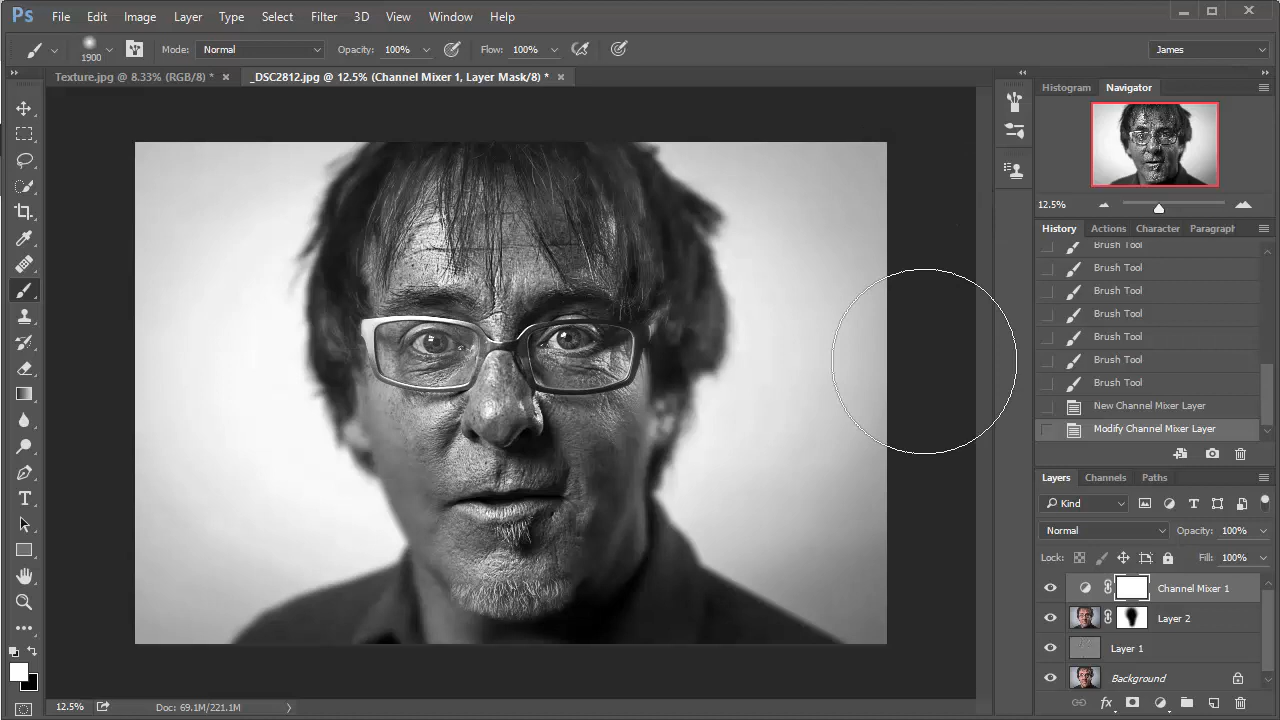 Ps File Edit Image Layer Type Select Filter 3D View Window Help
1900 Mode: Normal Opacity: 100% Flow: 100% James
Texture.jpg @ 8.33% (RGB/8) * × _DSC2812.jpg @ 12.5% (Channel Mixer 1, Layer Mask/8) * ×
Histogram Navigator
12.5%
History Actions Character Paragraph
Brush Tool
Brush Tool
Brush Tool
Brush Tool
Brush Tool
Brush Tool
Brush Tool
New Channel Mixer Layer
Modify Channel Mixer Layer
Layers Channels Paths
Kind
Normal Opacity: 100%
Lock: Fill: 100%
Channel Mixer 1
Layer 2
Layer 1
Background
12.5% Doc: 69.1M/221.1M